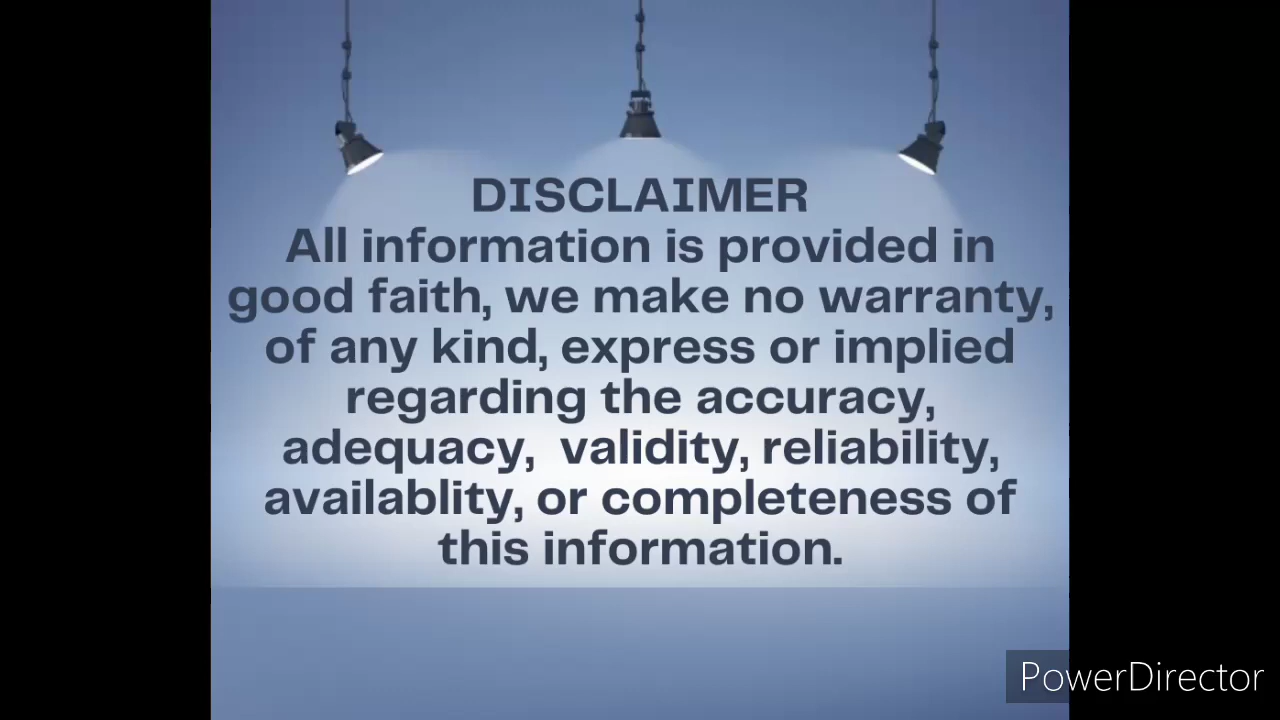 DISCLAIMER
All information is provided in
good faith, we make no warranty,
of any kind, express or implied
regarding the accuracy,
adequacy,  validity, reliability,
availablity, or completeness of
this information.
PowerDirector